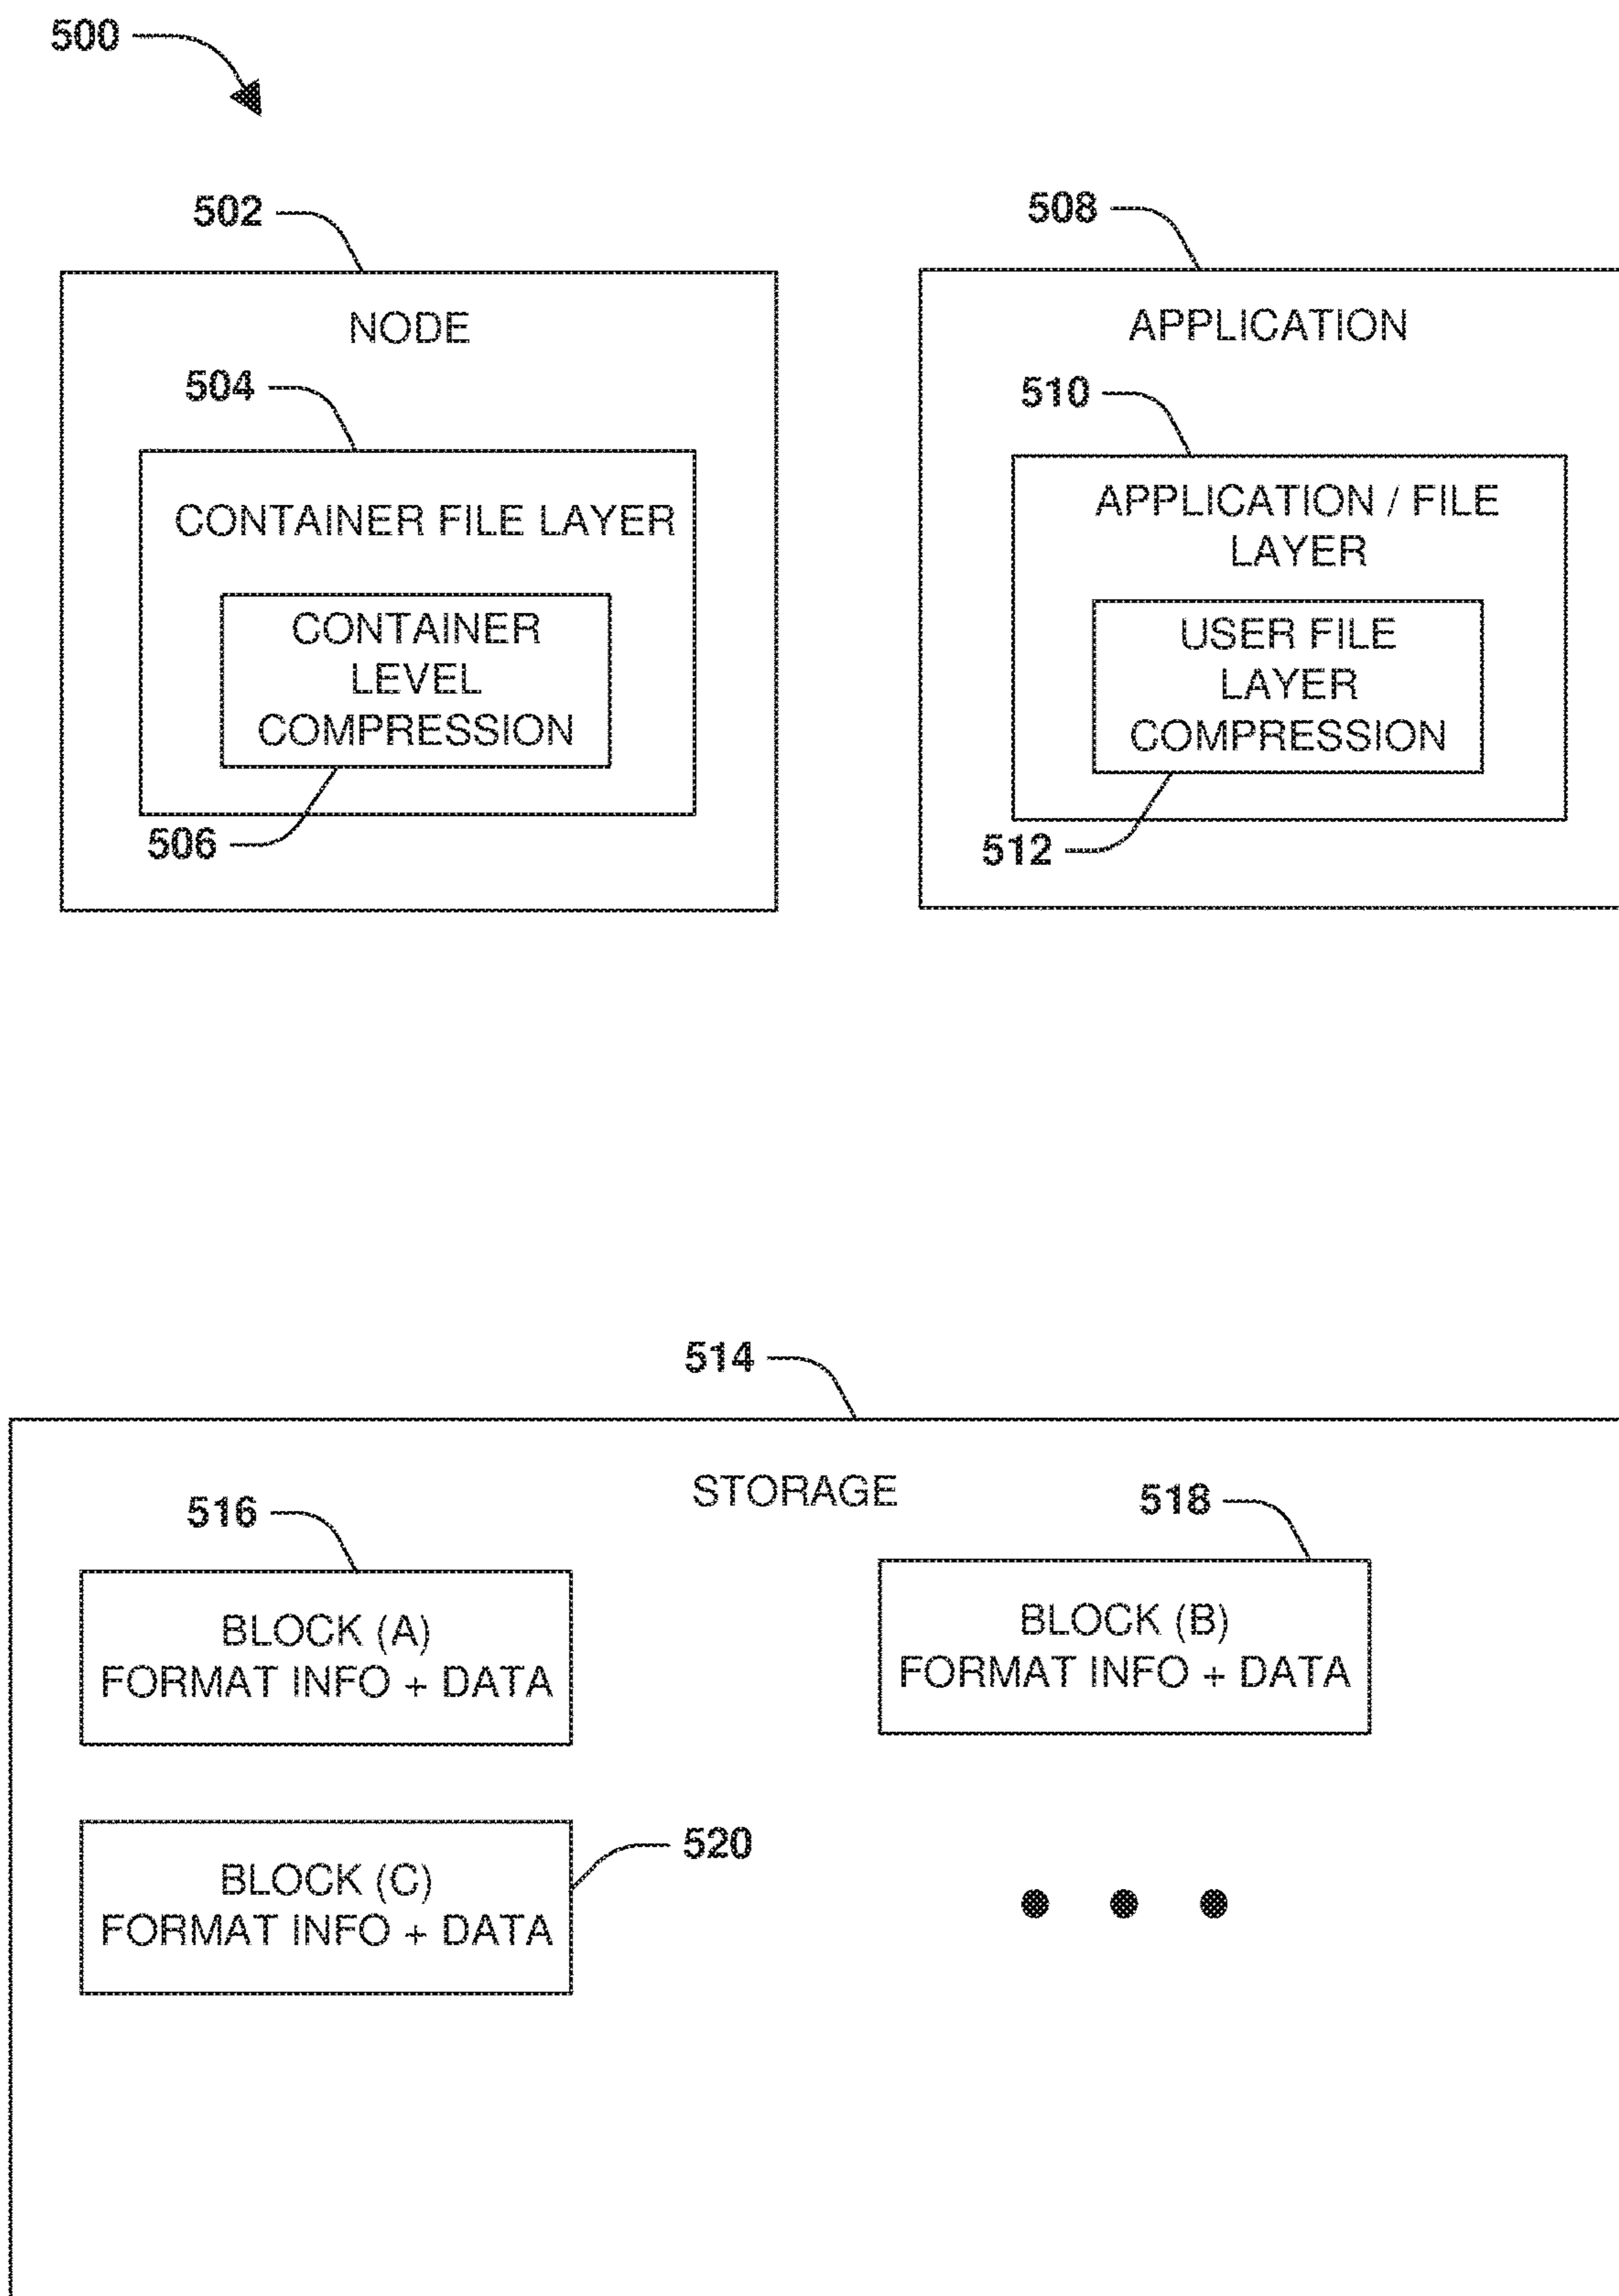 500
502
508
NODE
APPLICATION
504
510
CONTAINER FILE LAYER
APPLICATION / FILE
LAYER
CONTAINER
LEVEL
COMPRESSION
USER FILE
LAYER
COMPRESSION
506
512
514
STORAGE
516
518
BLOCK (A)
FORMAT INFO + DATA
BLOCK (B)
FORMAT INFO + DATA
520
BLOCK (C)
FORMAT INFO + DATA